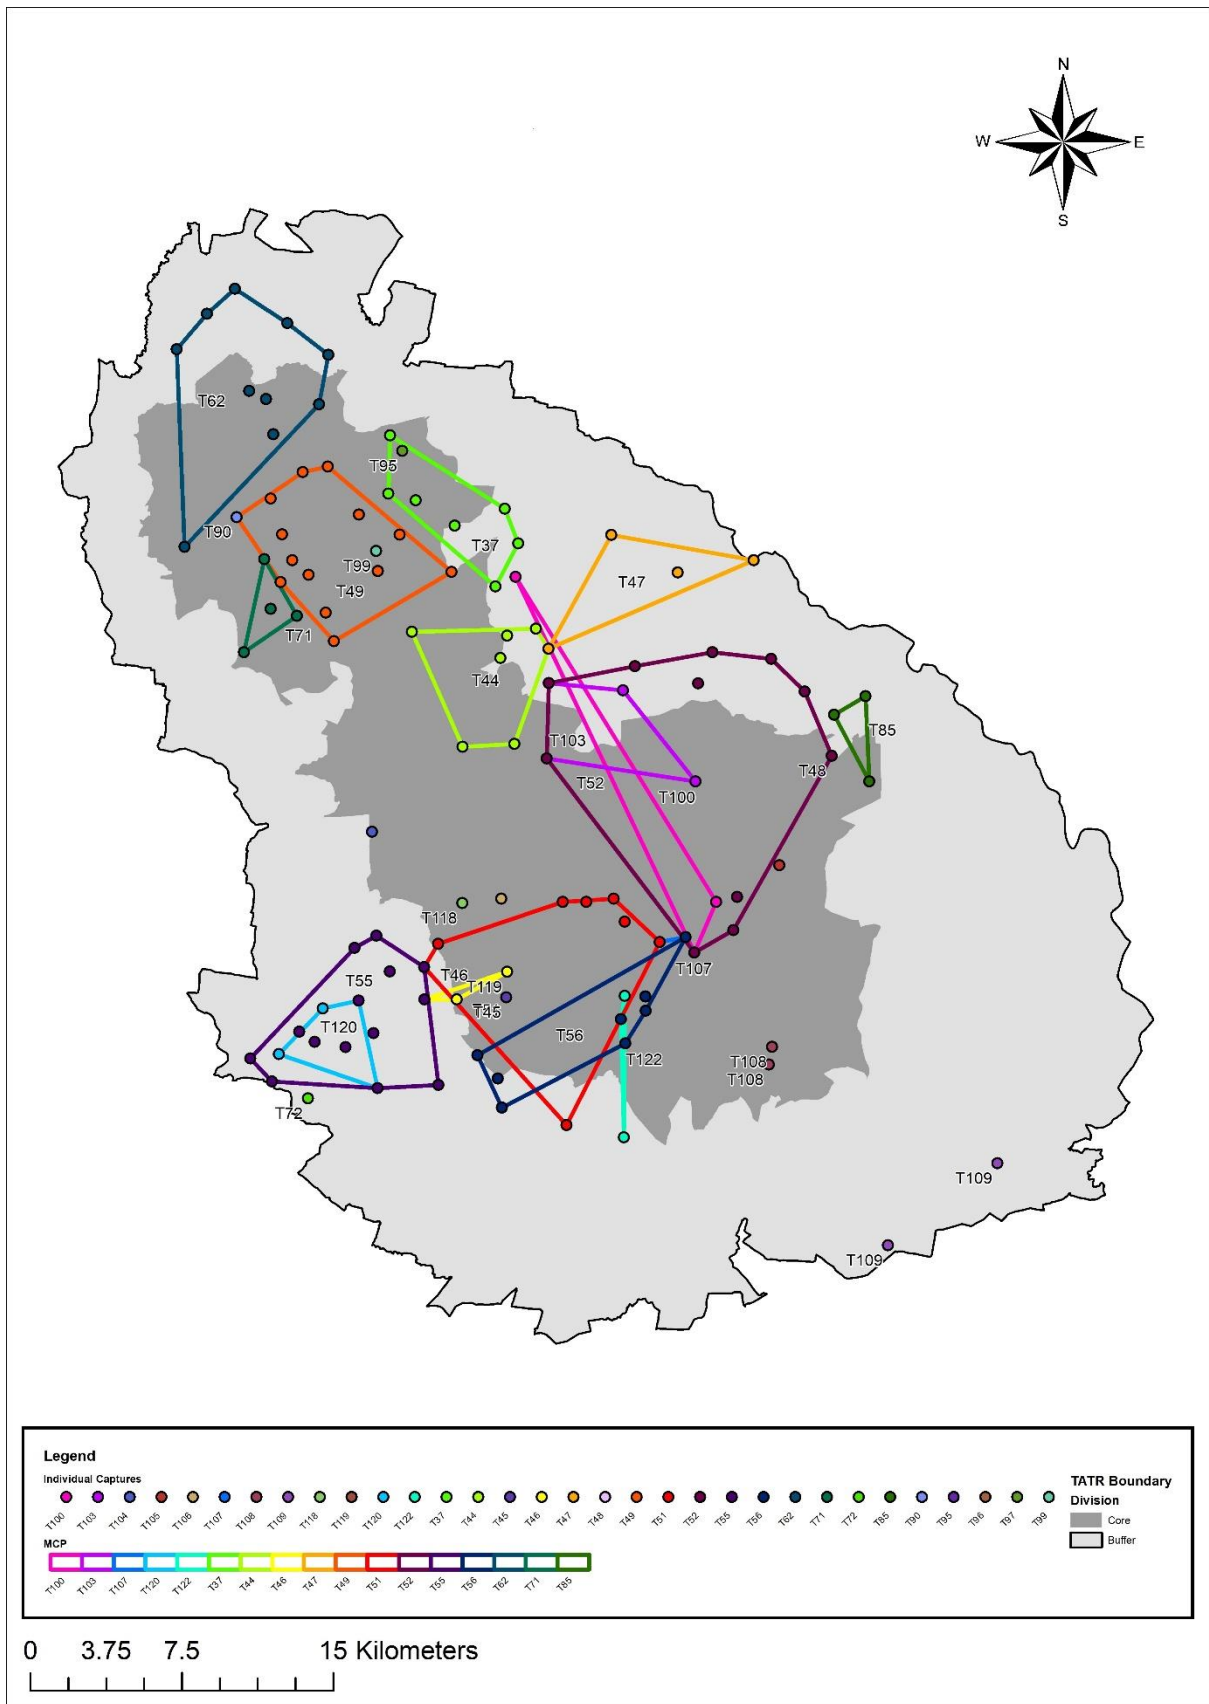 N
W E
S
T62
T95
T90
T37
T99
T47
T49
T71
T44
T85
T103
T48
T52
T100
T118
T46
T107
T55
T119
T45
T120
T56
T122
T108
T108
T72
T109
T109
Legend
Individual Captures
T100 T103 T104 T105 T106 T107 T108 T109 T118 T119 T120 T122 T37 T44 T45 T46 T47 T48 T49 T51 T52 T55 T56 T62 T71 T72 T85 T90 T95 T96 T97 T99
MCP
T100 T103 T107 T120 T122 T37 T44 T46 T47 T49 T51 T52 T55 T56 T62 T71 T85
TATR Boundary
Division
Core
Buffer
0 3.75 7.5 15 Kilometers